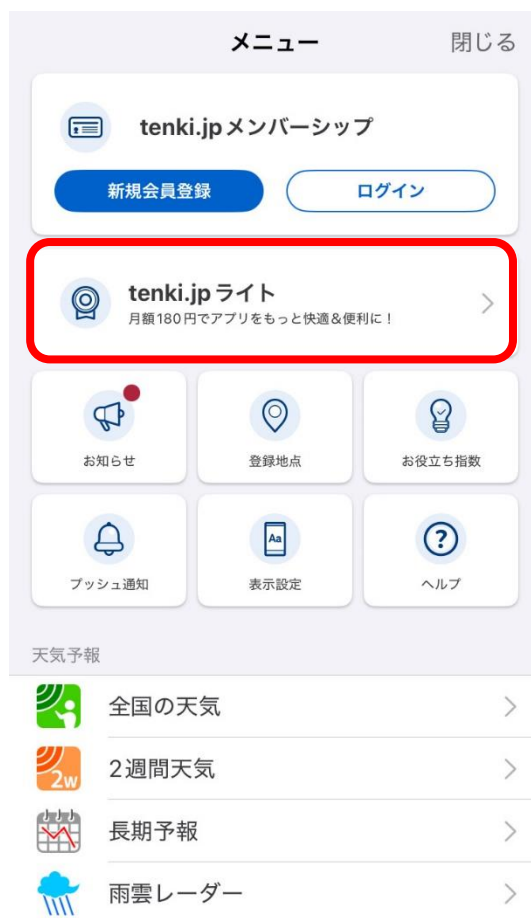 メニュー 閉じる
tenki.jpメンバーシップ
新規会員登録 ログイン
tenki.jp ライト
月額180円でアプリをもっと快適&便利に！
お知らせ 登録地点 お役立ち指数
Aa
プッシュ通知 表示設定 ヘルプ
天気予報
全国の天気
2w
2週間天気
長期予報
雨雲レーダー